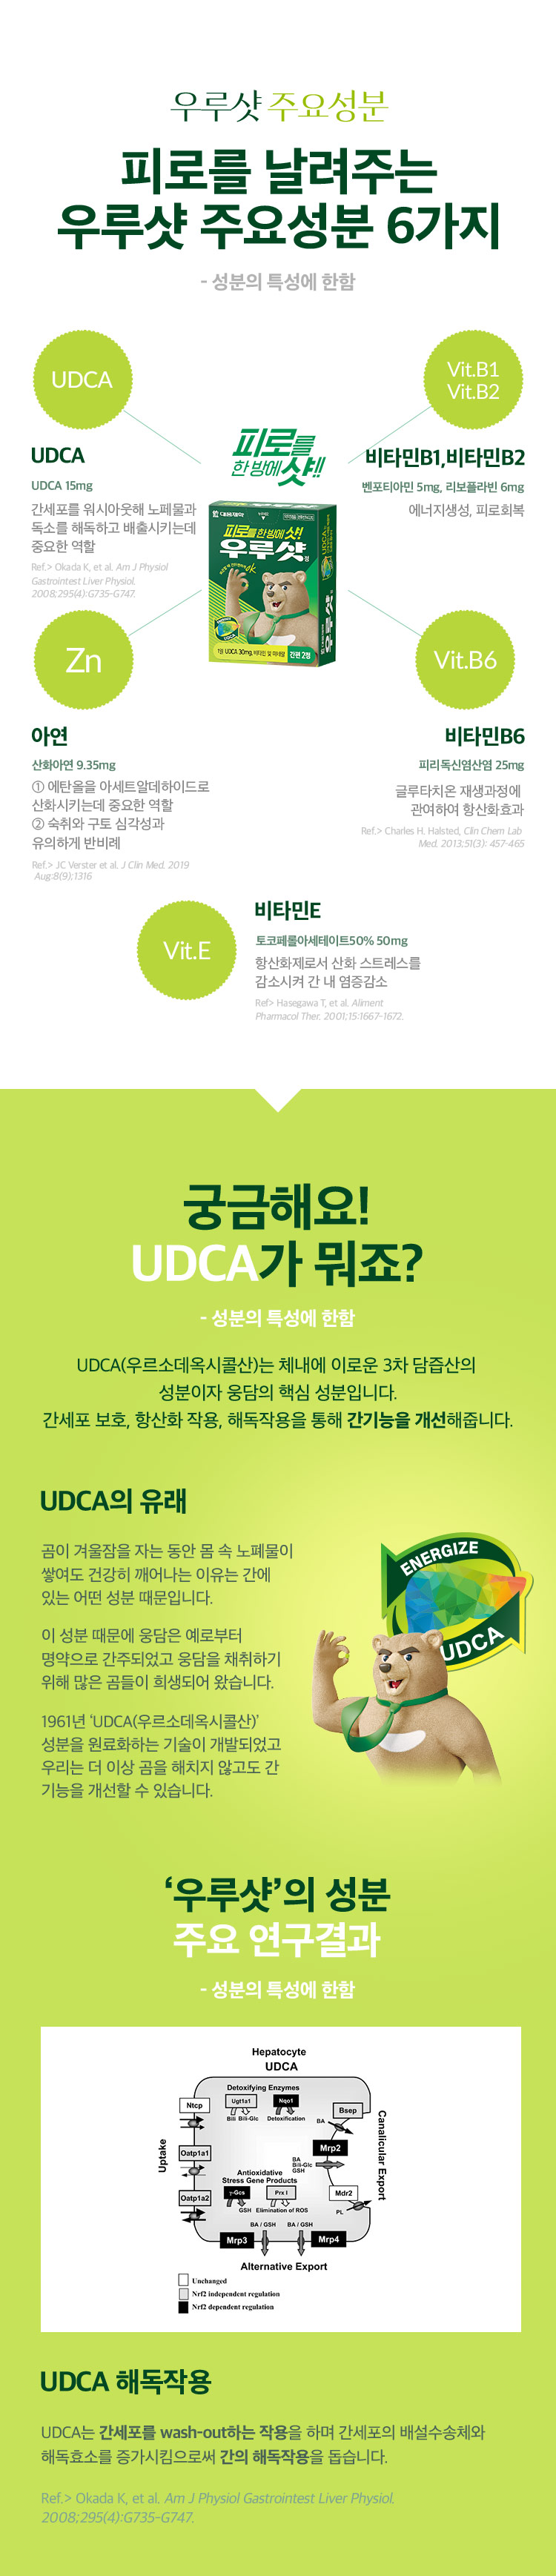 우루샷 주요성분
피로를 날려주는
우루샷 주요성분 6가지
- 성분의 특성에 한함
UDCA
Vit.B1
Vit.B2
피로를
한 방에 샷!!
UDCA
UDCA 15mg
간세포를 워시아웃해 노폐물과
독소를 해독하고 배출시키는데
중요한 역할
Ref.> Okada K, et al. Am J Physiol
Gastrointest Liver Physiol.
2008;295(4):G735-G747.
비타민B1,비타민B2
벤포티아민 5mg, 리보플라빈 6mg
에너지생성, 피로회복
대웅제약
피로를 한 방에 샷!
우루샷정
ok
1정 UDCA 30mg, 비타민 및 미네랄
간편 2정
Zn
Vit.B6
아연
산화아연 9.35mg
① 에탄올을 아세트알데하이드로
산화시키는데 중요한 역할
② 숙취와 구토 심각성과
유의하게 반비례
Ref.> JC Verster et al. J Clin Med. 2019
Aug:8(9);1316
비타민B6
피리독신염산염 25mg
글루타치온 재생과정에
관여하여 항산화효과
Ref.> Charles H. Halsted, Clin Chem Lab
Med. 2013;51(3): 457-465
Vit.E
비타민E
토코페롤아세테이트50% 50mg
항산화제로서 산화 스트레스를
감소시켜 간 내 염증감소
Ref> Hasegawa T, et al. Aliment
Pharmacol Ther. 2001;15:1667-1672.
궁금해요!
UDCA가 뭐죠?
- 성분의 특성에 한함
UDCA(우르소데옥시콜산)는 체내에 이로운 3차 담즙산의
성분이자 웅담의 핵심 성분입니다.
간세포 보호, 항산화 작용, 해독작용을 통해 간기능을 개선해줍니다.
UDCA의 유래
곰이 겨울잠을 자는 동안 몸 속 노폐물이
쌓여도 건강히 깨어나는 이유는 간에
있는 어떤 성분 때문입니다.
이 성분 때문에 웅담은 예로부터
명약으로 간주되었고 웅담을 채취하기
위해 많은 곰들이 희생되어 왔습니다.
1961년 ‘UDCA(우르소데옥시콜산)’
성분을 원료화하는 기술이 개발되었고
우리는 더 이상 곰을 해치지 않고도 간
기능을 개선할 수 있습니다.
ENERGIZE
UDCA
‘우루샷’의 성분
주요 연구결과
- 성분의 특성에 한함
Hepatocyte
UDCA
Detoxifying Enzymes
Ntcp
Ugt1a1
Nqo1
Bsep
Bili Bili-Glc
Detoxification
BA
Mrp2
Uptake
Oatp1a1
BA
Bili-Glc
GSH
Canalicular Export
Antioxidative
Stress Gene Products
Oatp1a2
γ-Gcs
Prx I
Mdr2
GSH
Elimination of ROS
PL
BA / GSH
BA / GSH
Mrp3
Mrp4
Alternative Export
Unchanged
Nrf2 independent regulation
Nrf2 dependent regulation
UDCA 해독작용
UDCA는 간세포를 wash-out하는 작용을 하며 간세포의 배설수송체와
해독효소를 증가시킴으로써 간의 해독작용을 돕습니다.
Ref.> Okada K, et al. Am J Physiol Gastrointest Liver Physiol.
2008;295(4):G735-G747.